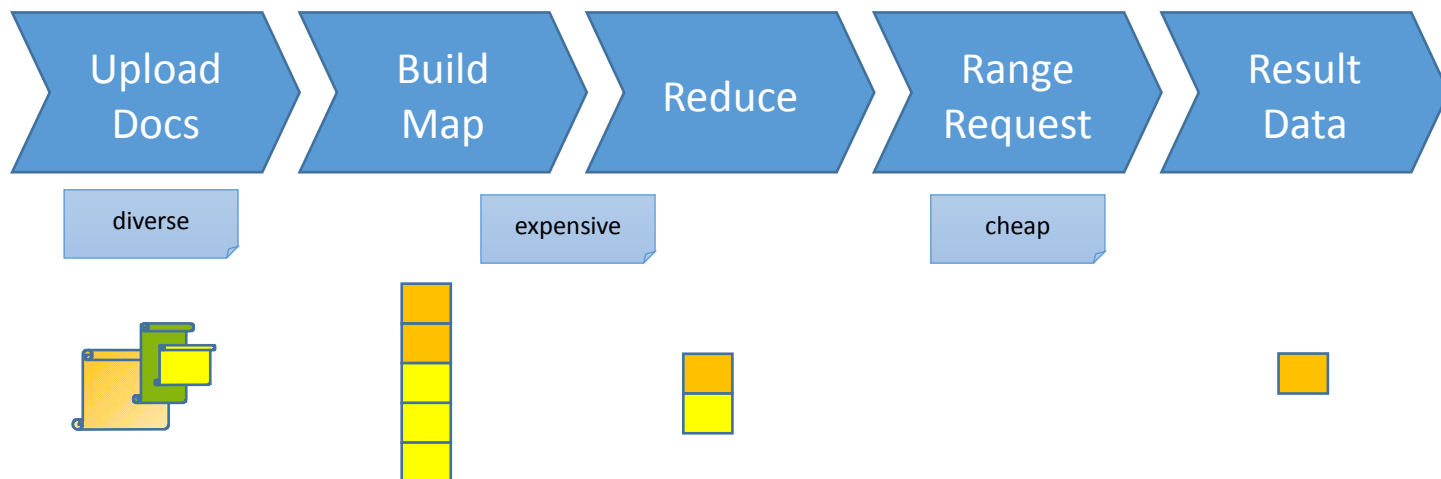 Upload
Docs
Build
Map
Reduce
Range
Request
Result
Data
diverse
expensive
cheap